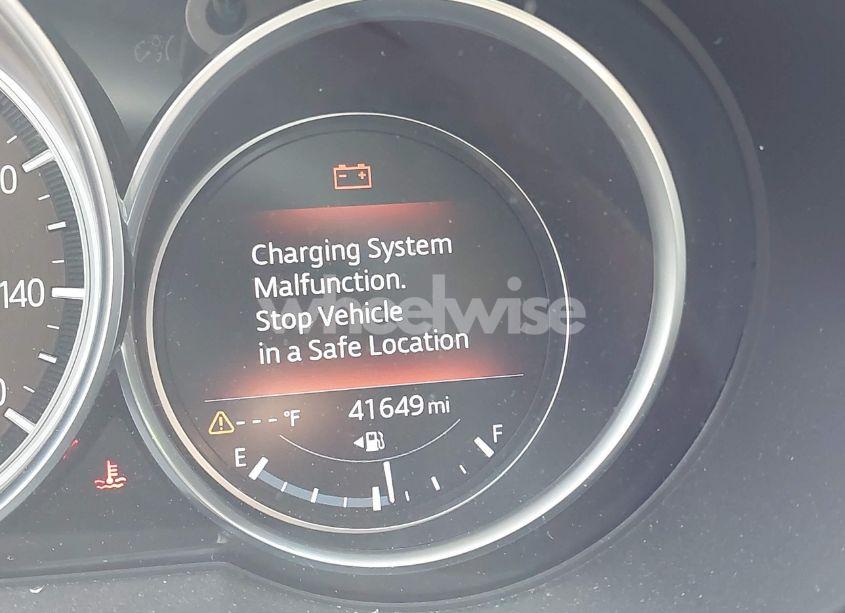 Charging System
Malfunction.
Stop Vehicle
in a Safe Location
wheelwise
--- °F
41649 mi
E
F
140